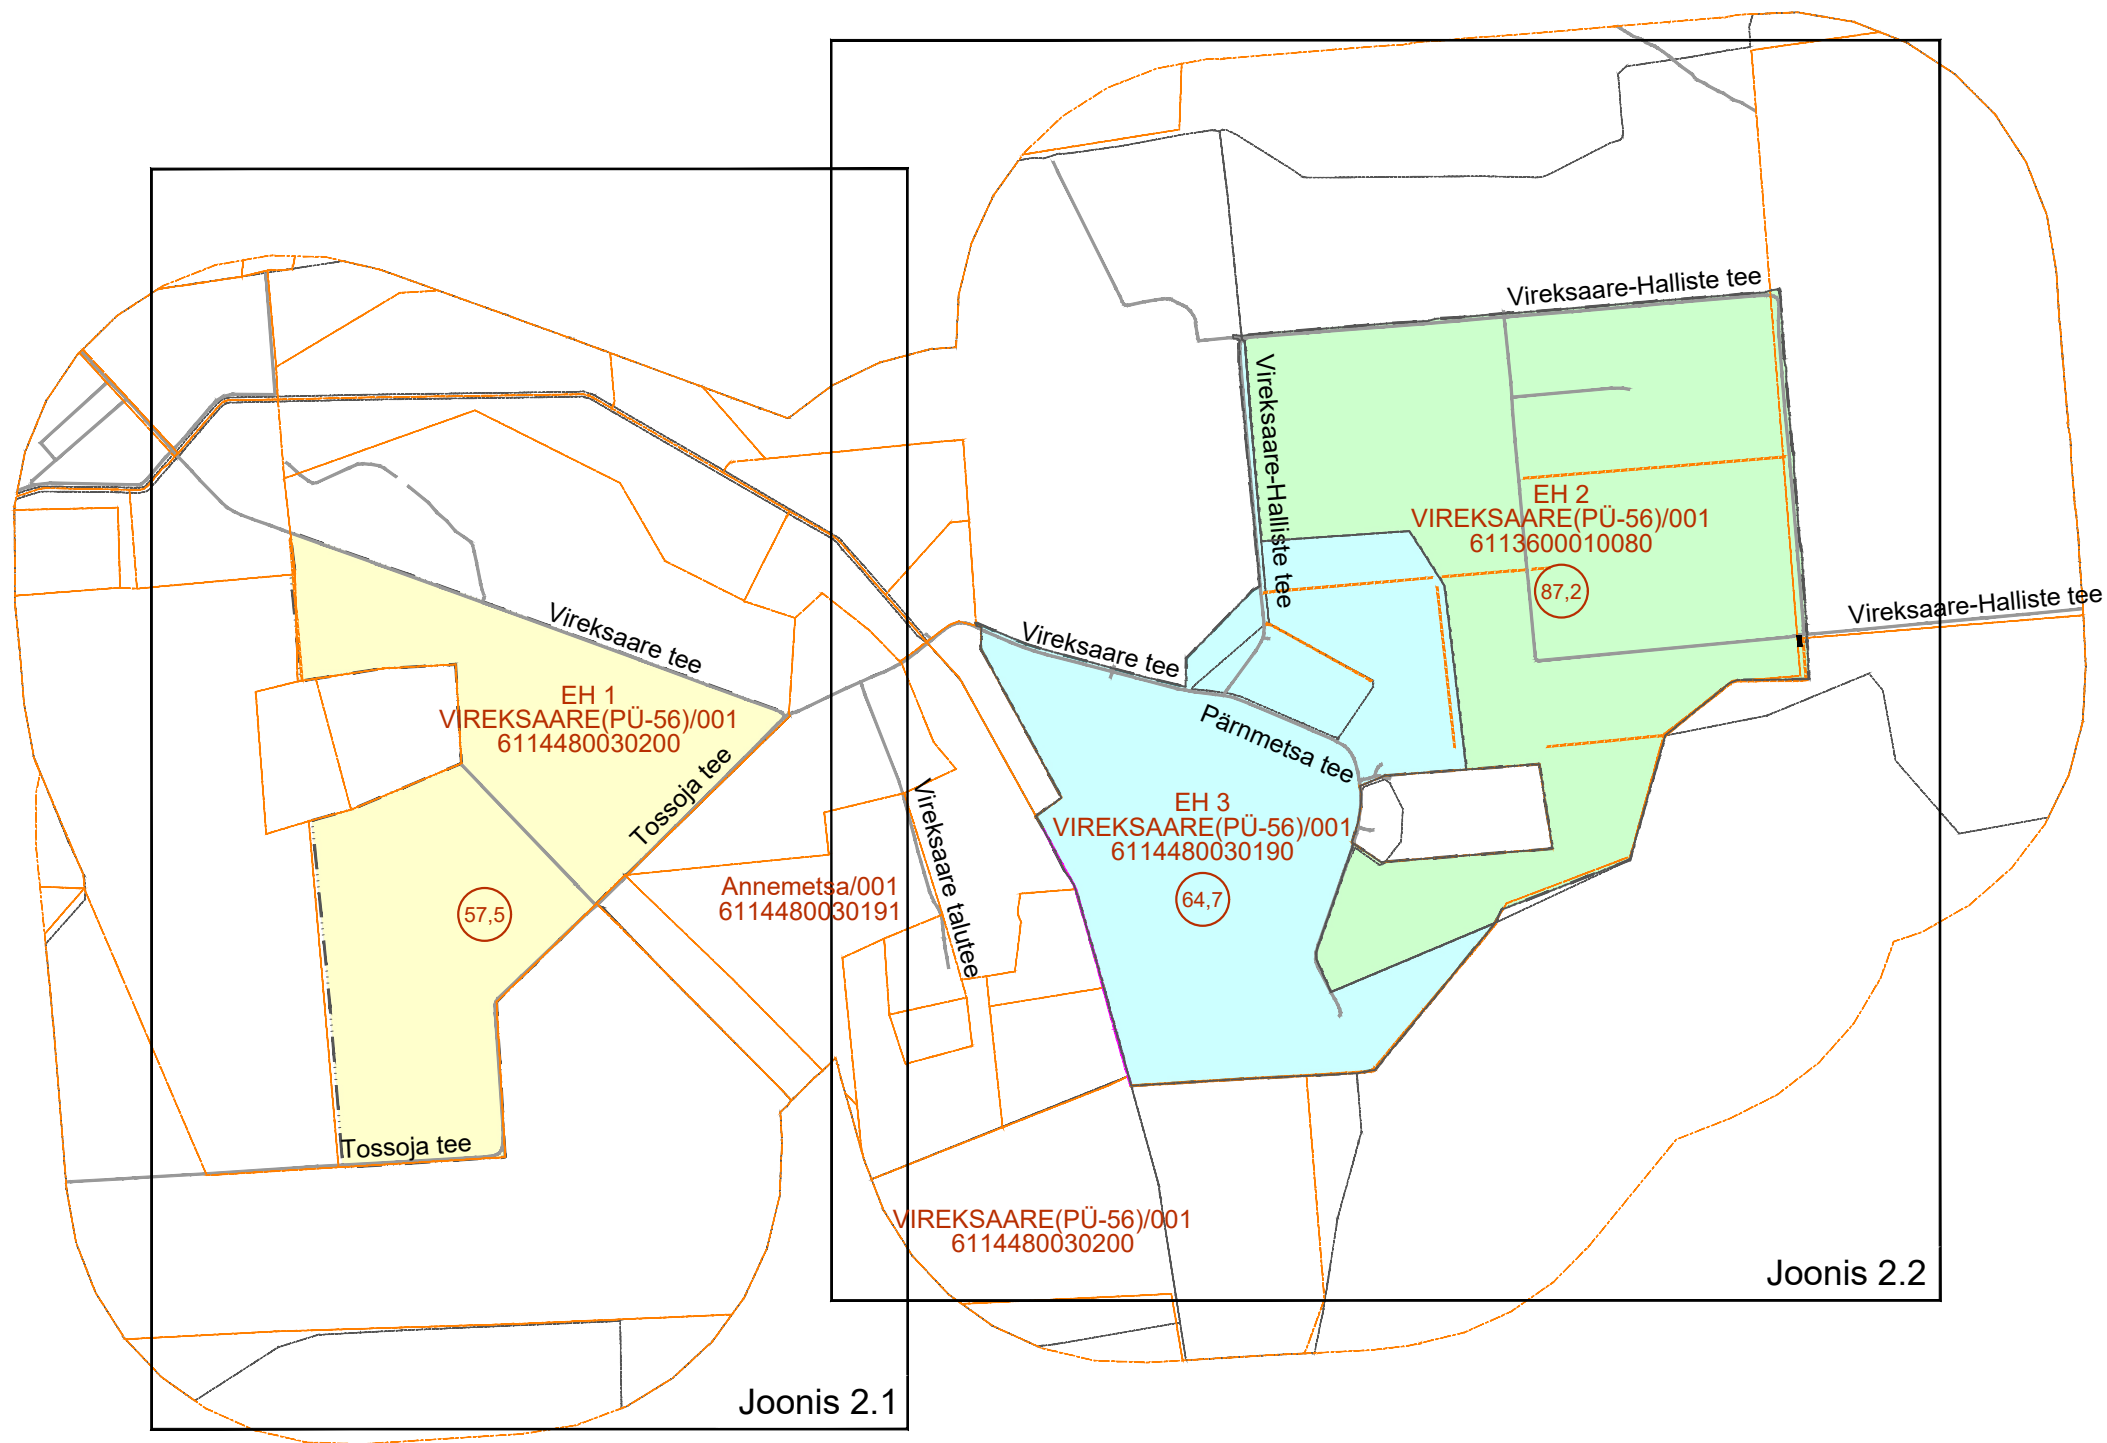 Vireksaare-Halliste tee
Vireksaare-Halliste tee
EH 2
VIREKSAARE(PÜ-56)/001
6113600010080
87,2
Vireksaare-Halliste tee
Vireksaare tee
Vireksaare tee
EH 1
VIREKSAARE(PÜ-56)/001
6114480030200
Tossoja tee
Pärnmetsa tee
EH 3
VIREKSAARE(PÜ-56)/001
6114480030190
64,7
Vireksaare talutee
Annemetsa/001
6114480030191
57,5
Tossoja tee
VIREKSAARE(PÜ-56)/001
6114480030200
Joonis 2.2
Joonis 2.1